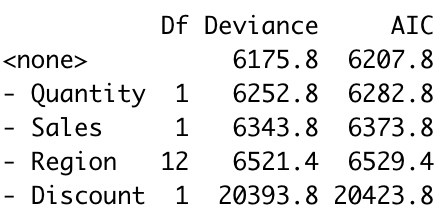 Df Deviance AIC
<none> 6175.8 6207.8
- Quantity 1 6252.8 6282.8
- Sales 1 6343.8 6373.8
- Region 12 6521.4 6529.4
- Discount 1 20393.8 20423.8